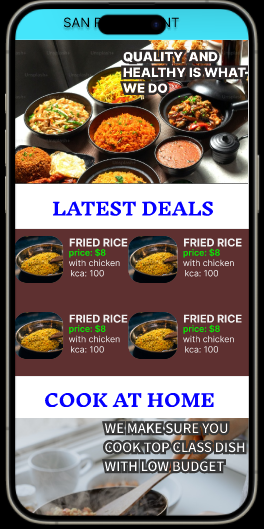 SAN
NT
QUALITY AND
HEALTHY IS WHAT
WE DO
LATEST DEALS
FRIED RICE
price: $8
with chicken
kca: 100
FRIED RICE
price: $8
with chicken
kca: 100
FRIED RICE
price: $8
with chicken
kca: 100
FRIED RICE
price: $8
with chicken
kca: 100
COOK AT HOME
WE MAKE SURE YOU
COOK TOP CLASS DISH
WITH LOW BUDGET